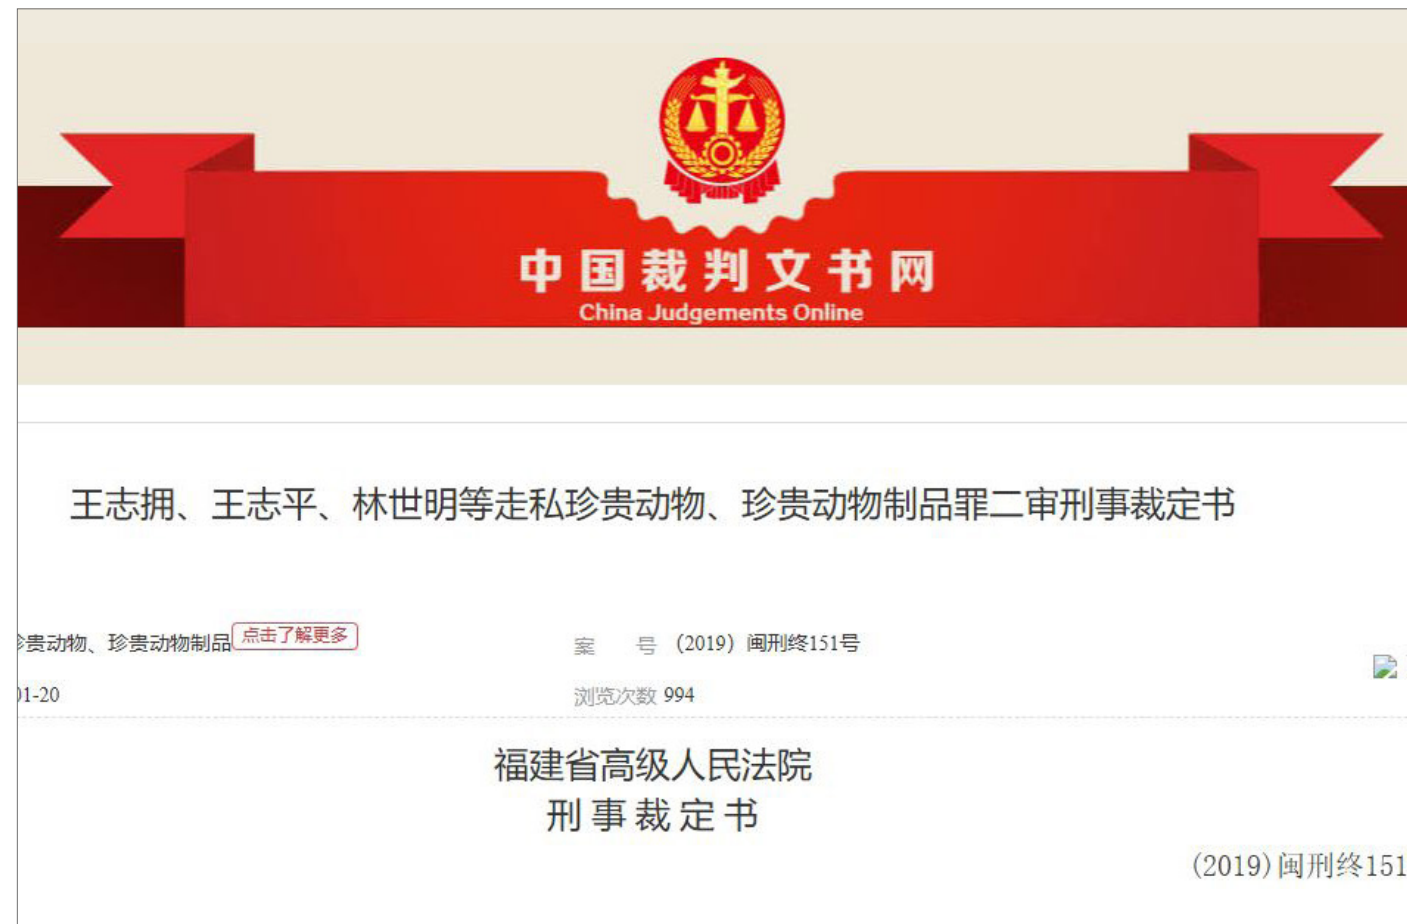 中国裁判文书网
China Judgements Online
王志拥、王志平、林世明等走私珍贵动物、珍贵动物制品罪二审刑事裁定书
贵动物、珍贵动物制品 点击了解更多 案 号 （2019）闽刑终151号
01-20 浏览次数 994
福建省高级人民法院
刑事裁定书
(2019)闽刑终151